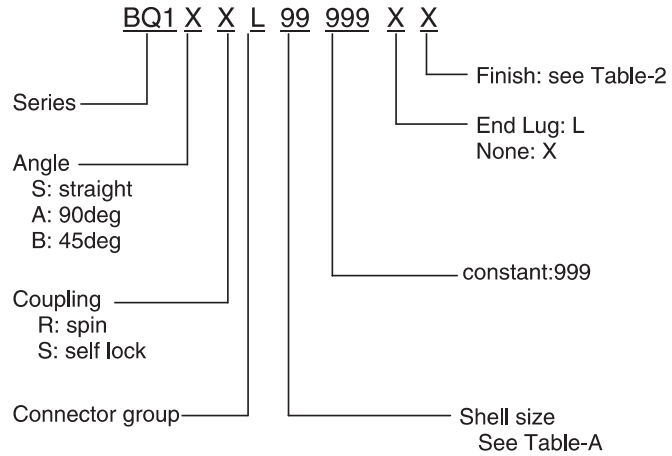 BQ1 X X L 99 999 X X
Finish: see Table-2
Series
End Lug: L
None: X
Angle
S: straight
A: 90deg
B: 45deg
constant:999
Coupling
R: spin
S: self lock
Connector group
Shell size
See Table-A